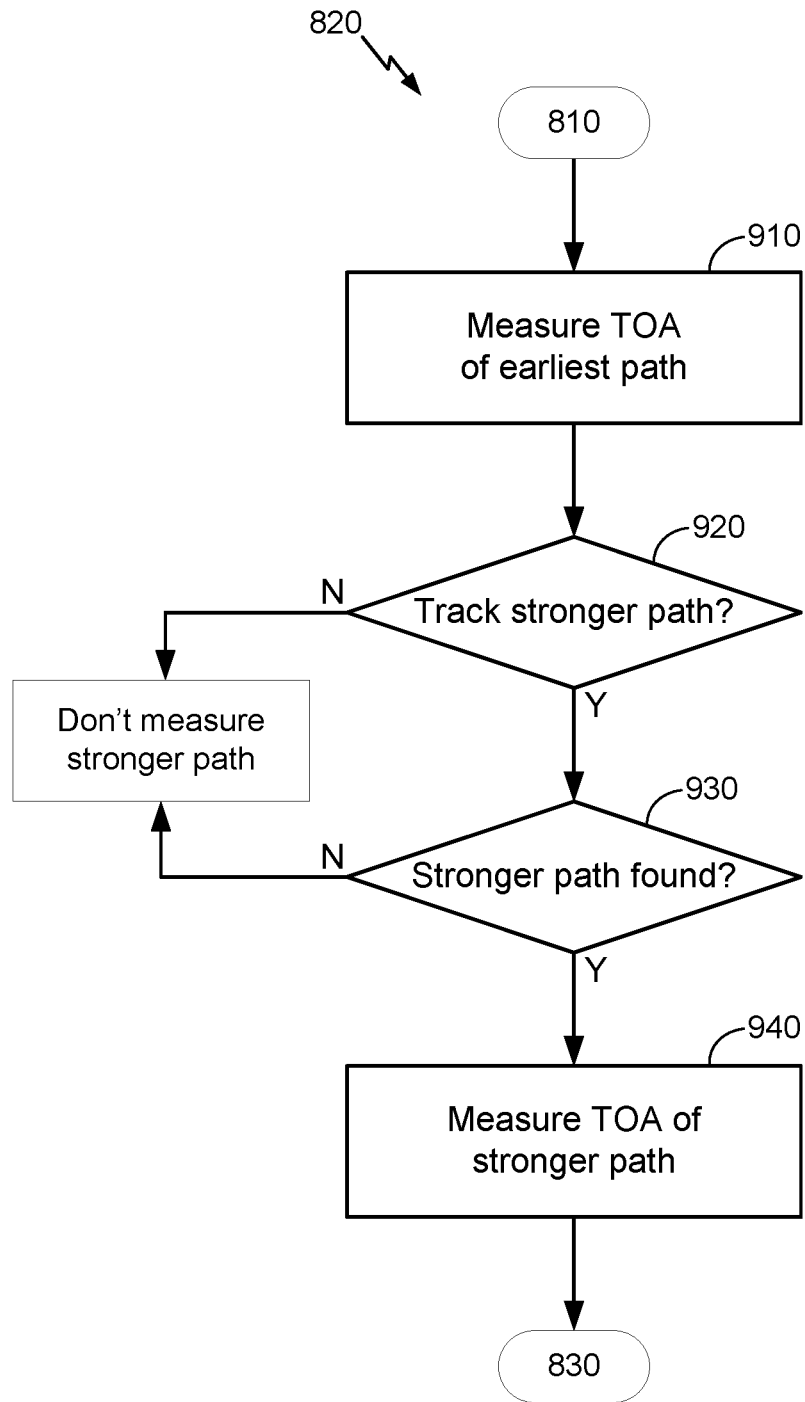 820
810
910
Measure TOA
of earliest path
920
N
Track stronger path?
Y
Don’t measure
stronger path
930
N
Stronger path found?
Y
940
Measure TOA of
stronger path
830